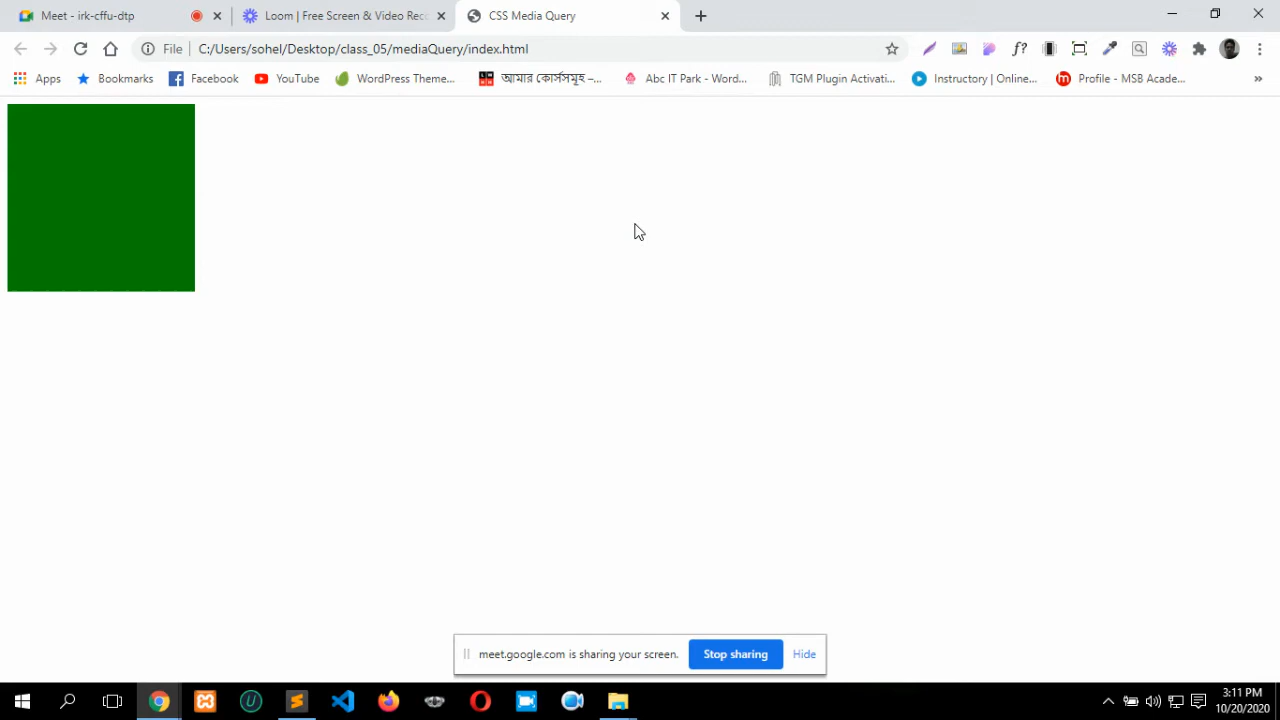 Meet - irk-cffu-dtp
Loom | Free Screen & Video Rec
CSS Media Query
File
C:/Users/sohel/Desktop/class_05/mediaQuery/index.html
f?
Apps
Bookmarks
Facebook
YouTube
WordPress Theme...
আমার কোর্সসমূহ –...
Abc IT Park - Word...
TGM Plugin Activati...
Instructory | Online...
Profile - MSB Acade...
»
meet.google.com is sharing your screen.
Stop sharing
Hide
3:11 PM
10/20/2020